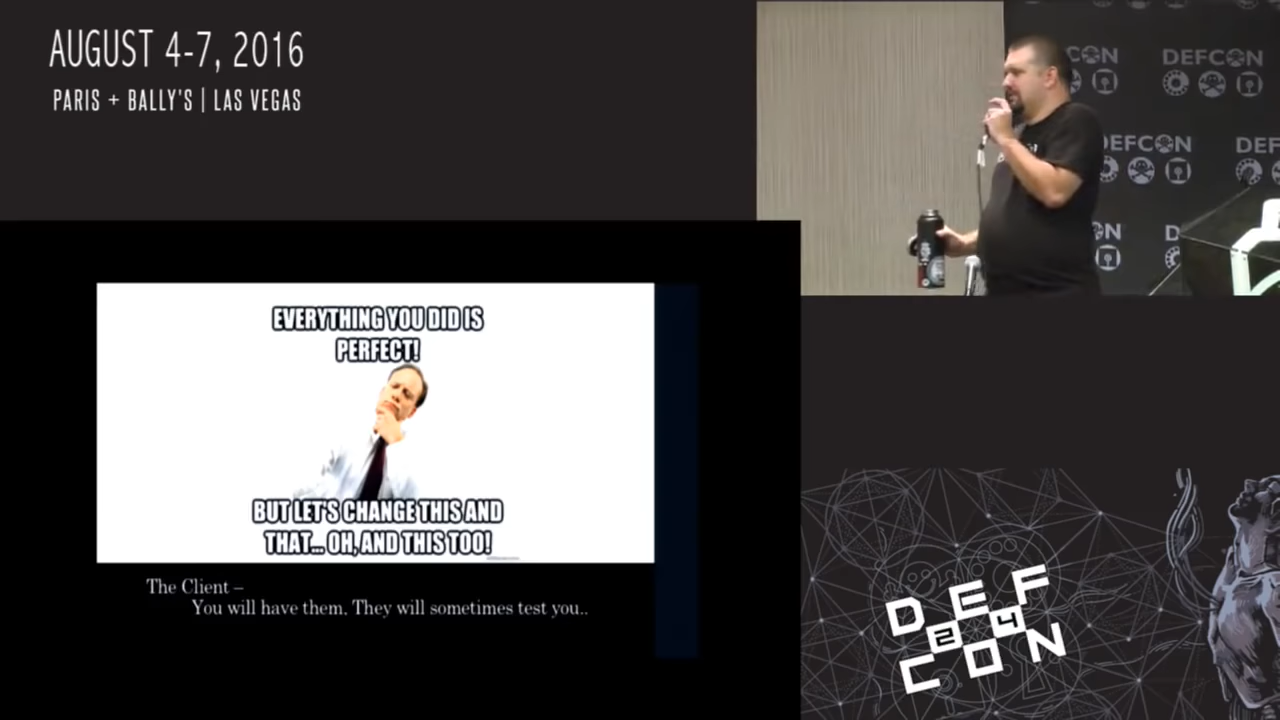 AUGUST 4-7, 2016
PARIS + BALLY'S | LAS VEGAS
CON
DEFCON
DEFCON
DEF
ON
D
EVERYTHING YOU DID IS
PERFECT!
BUT LET'S CHANGE THIS AND
THAT... OH, AND THIS TOO!
The Client –
You will have them. They will sometimes test you..
DEF
24
CON